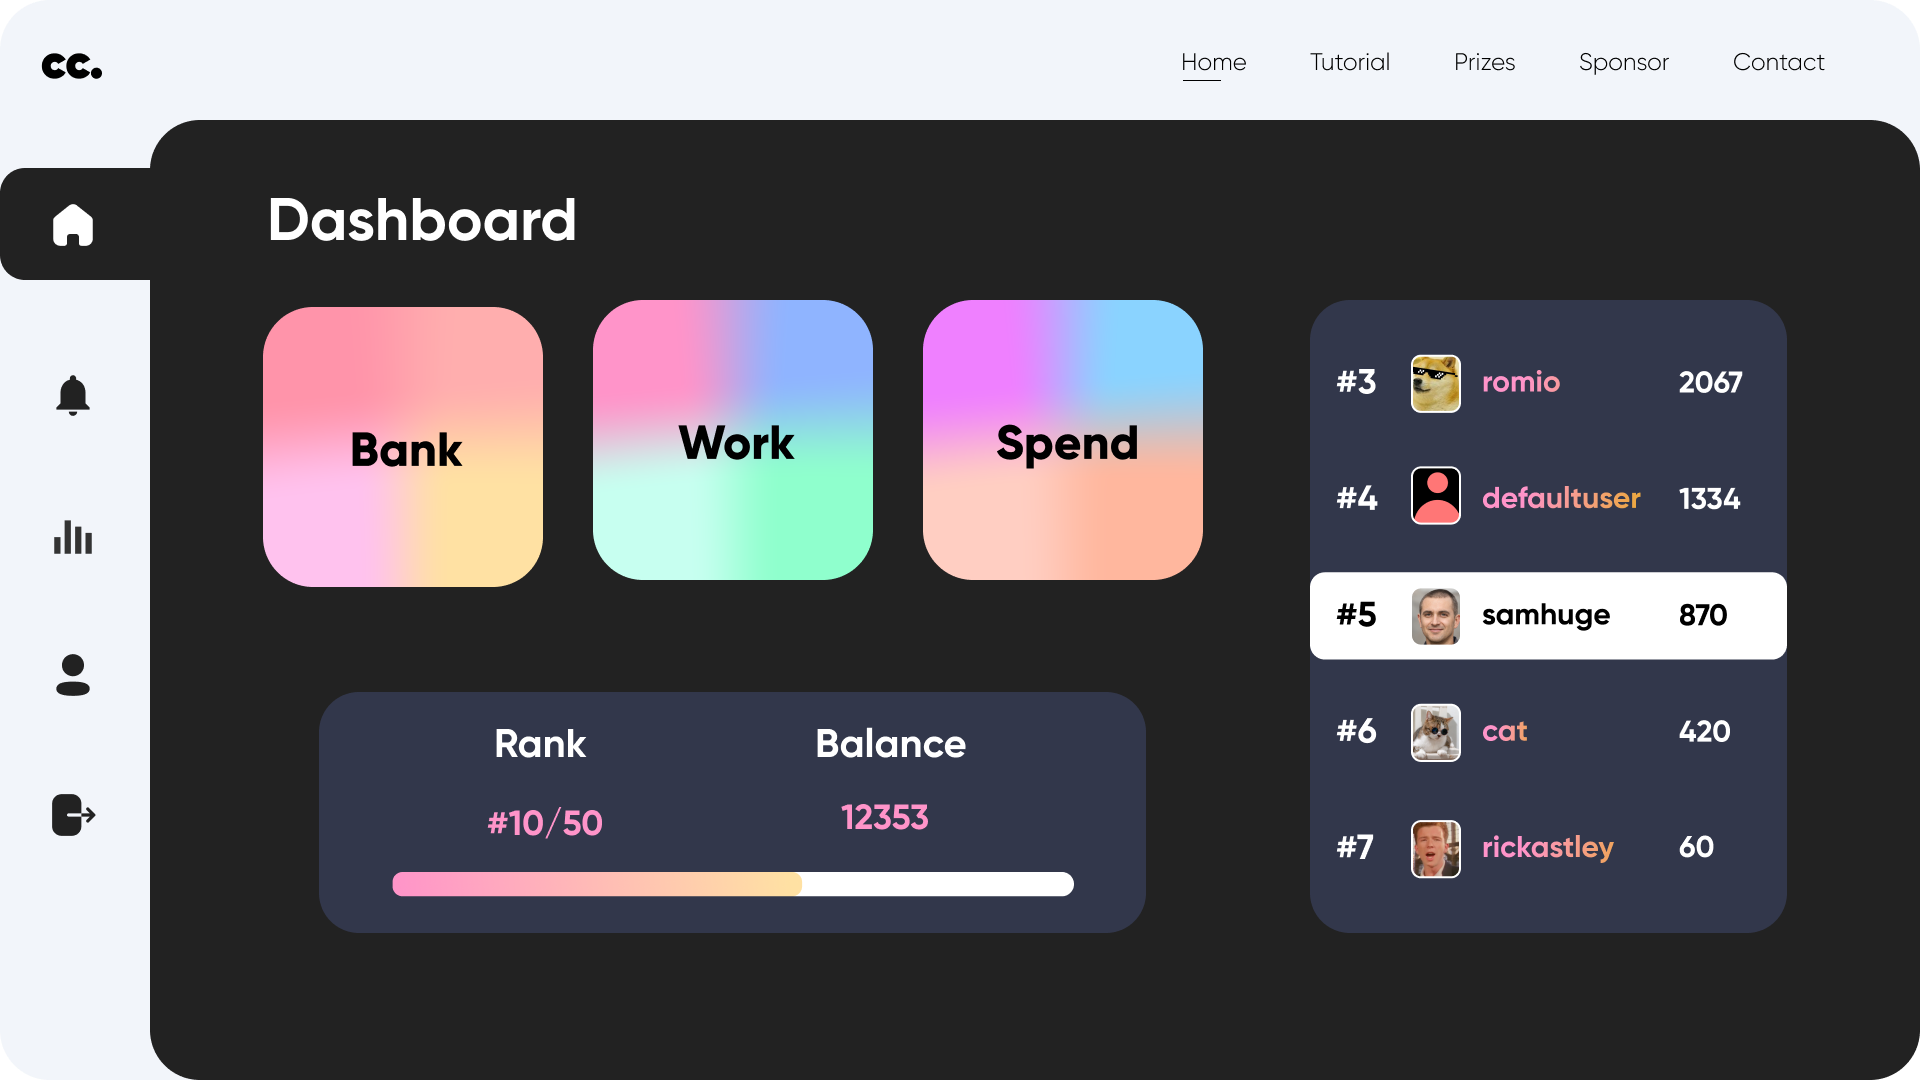 cc.
Home Tutorial Prizes Sponsor Contact
Dashboard
Bank
Work
Spend
Rank
Balance
#10/50
12353
#3 romio 2067
#4 defaultuser 1334
#5 samhuge 870
#6 cat 420
#7 rickastley 60